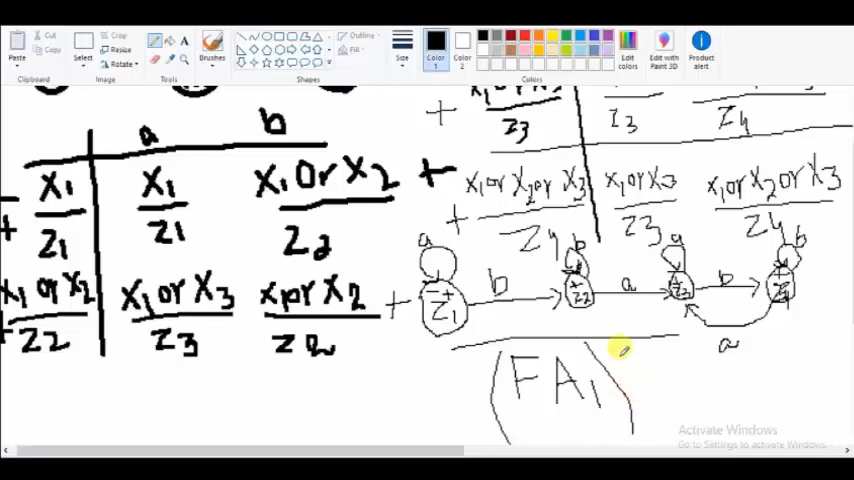 Paste
Cut
Copy
Clipboard
Select
Crop
Resize
Rotate
Image
Tools
Brushes
Shapes
Outline
Fill
Size
Color 1
Color 2
Colors
Edit colors
Edit with Paint 3D
Product alert
a b
X1 X1 X1 or X2 +
Z1 Z1 Z2
+ X1 or X2 X1 or X3 X1 or X2 +
Z2 Z3 Z2
+ Z3 Z3 Z4
X1 or X2 or X3 X1 or X3 X1 or X2 or X3
+ Z4 Z3 Z4
a b a b
- + Z1 b + Z2 a + Z3 b + Z4
a
(FA1)
Activate Windows
Go to Settings to activate Windows.